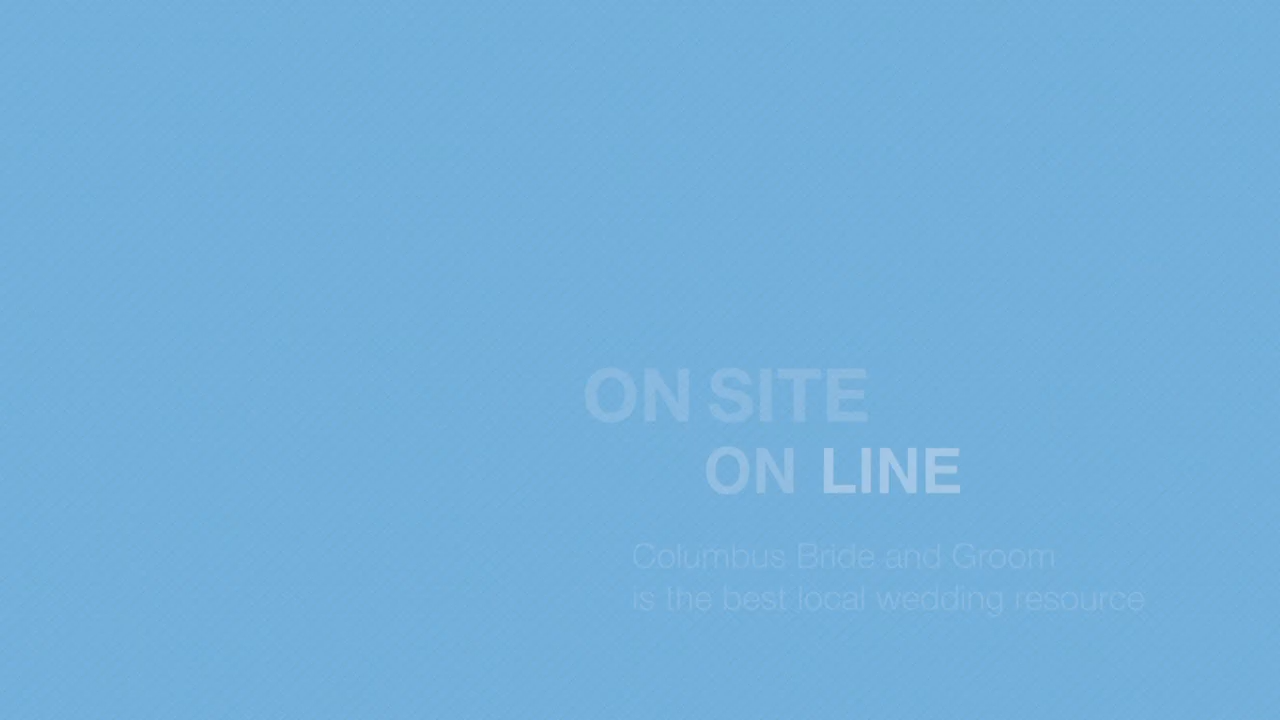 ON SITE
ON LINE
Columbus Bride and Groom
is the best local wedding resource